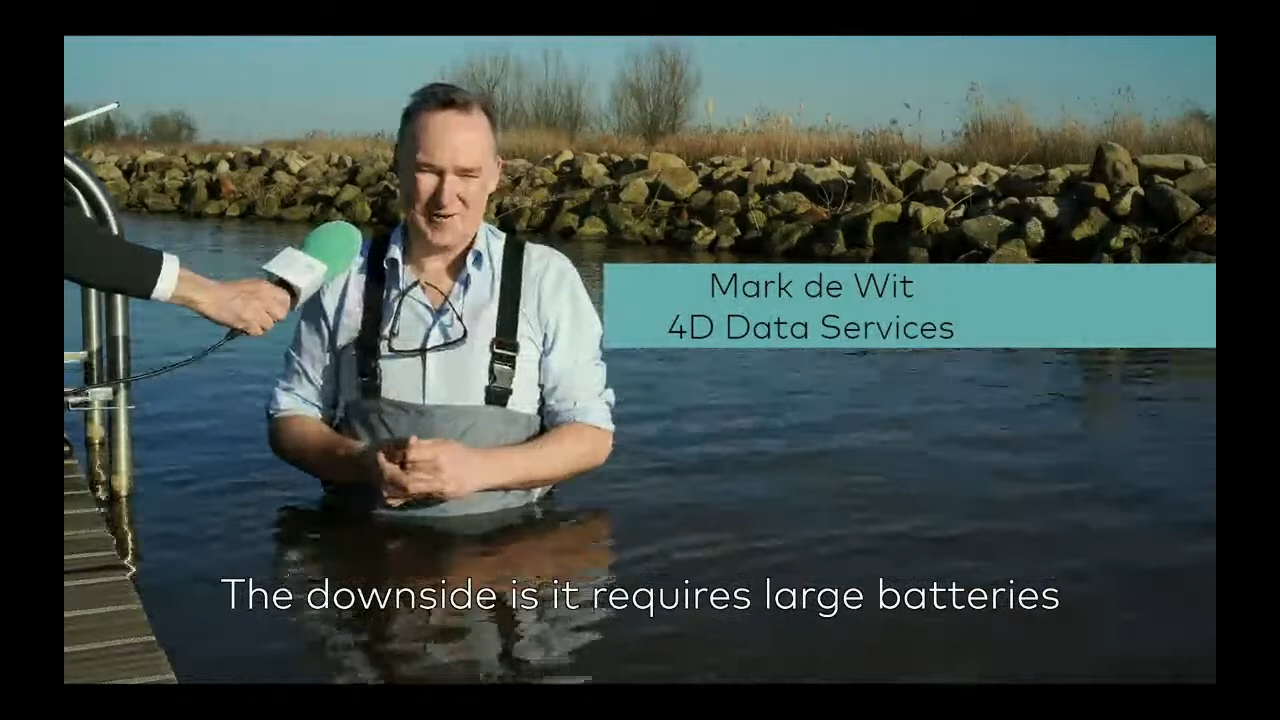 Mark de Wit
4D Data Services
The downside is it requires large batteries